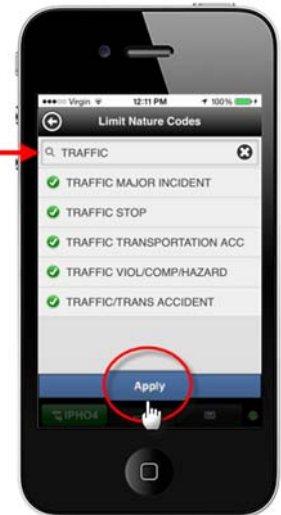 Virgin 12:11 PM 100%
Limit Nature Codes
TRAFFIC
TRAFFIC MAJOR INCIDENT
TRAFFIC STOP
TRAFFIC TRANSPORTATION ACC
TRAFFIC VIOL/COMP/HAZARD
TRAFFIC/TRANS ACCIDENT
Apply
IPHO4